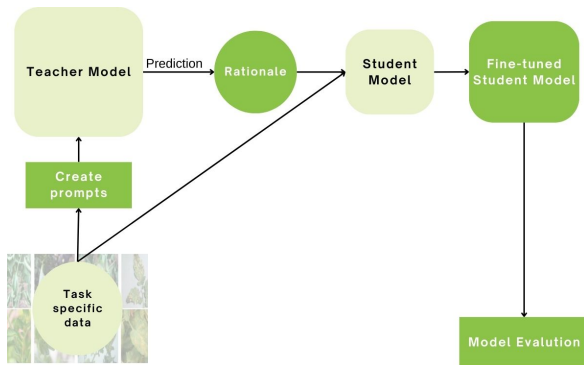 Teacher Model
Prediction
Rationale
Student
Model
Fine-tuned
Student Model
Create
prompts
Task
specific
data
Model Evalution